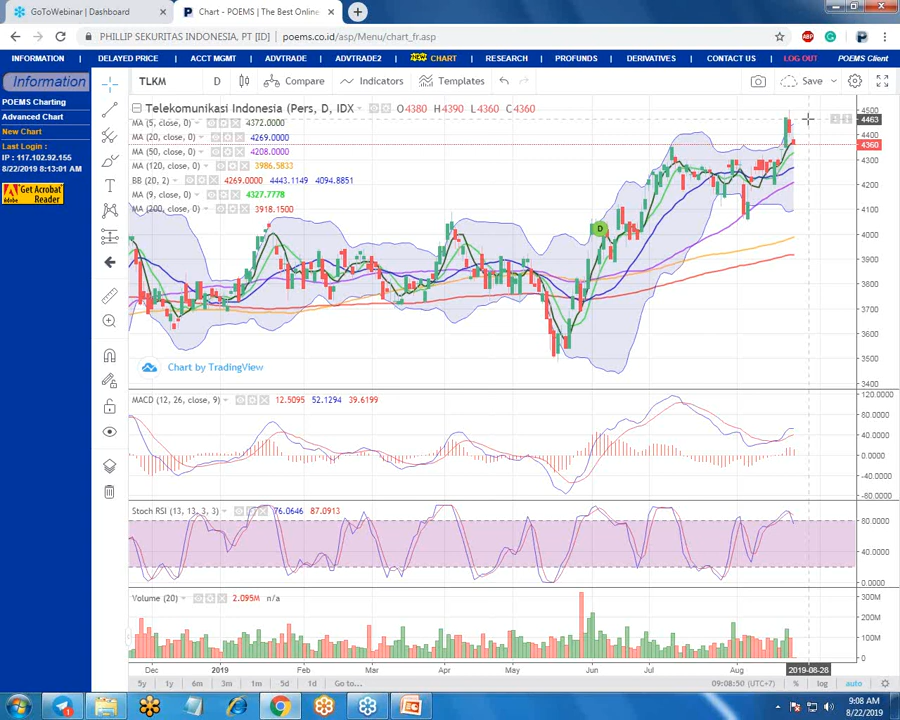 GoToWebinar | Dashboard
Chart - POEMS | The Best Online
PHILLIP SEKURITAS INDONESIA, PT [ID] | poems.co.id/asp/Menu/chart_fr.asp
ABP
INFORMATION DELAYED PRICE ACCT MGMT ADVTRADE ADVTRADE2 NEW CHART RESEARCH PROFUNDS DERIVATIVES CONTACT US LOG OUT POEMS Client
Information
POEMS Charting
Advanced Chart
New Chart
Last Login :
IP : 117.102.92.155
8/22/2019 8:13:01 AM
Get Acrobat Reader
TLKM D Compare Indicators Templates Save
Telekomunikasi Indonesia (Pers, D, IDX O4380 H4390 L4360 C4360
MA (5, close, 0) 4372.0000
MA (20, close, 0) 4269.0000
MA (50, close, 0) 4208.0000
MA (120, close, 0) 3986.5833
BB (20, 2) 4269.0000 4443.1149 4094.8851
MA (9, close, 0) 4327.7778
MA (200, close, 0) 3918.1500
D
4500
4463
4400
4360
4300
4200
4100
4000
3900
3800
3700
3600
3500
3400
Chart by TradingView
MACD (12, 26, close, 9) 12.5095 52.1294 39.6199
120.0000
80.0000
40.0000
0.0000
-40.0000
-80.0000
Stoch RSI (13, 13, 3, 3) 76.0646 87.0913
80.0000
40.0000
0.0000
Volume (20) 2.095M n/a
300M
200M
100M
0
Dec 2019 Feb Mar Apr May Jun Jul Aug 2019-08-28
5y 1y 6m 3m 1m 5d 1d Go to... 09:08:50 (UTC+7) % log auto
9:08 AM
8/22/2019